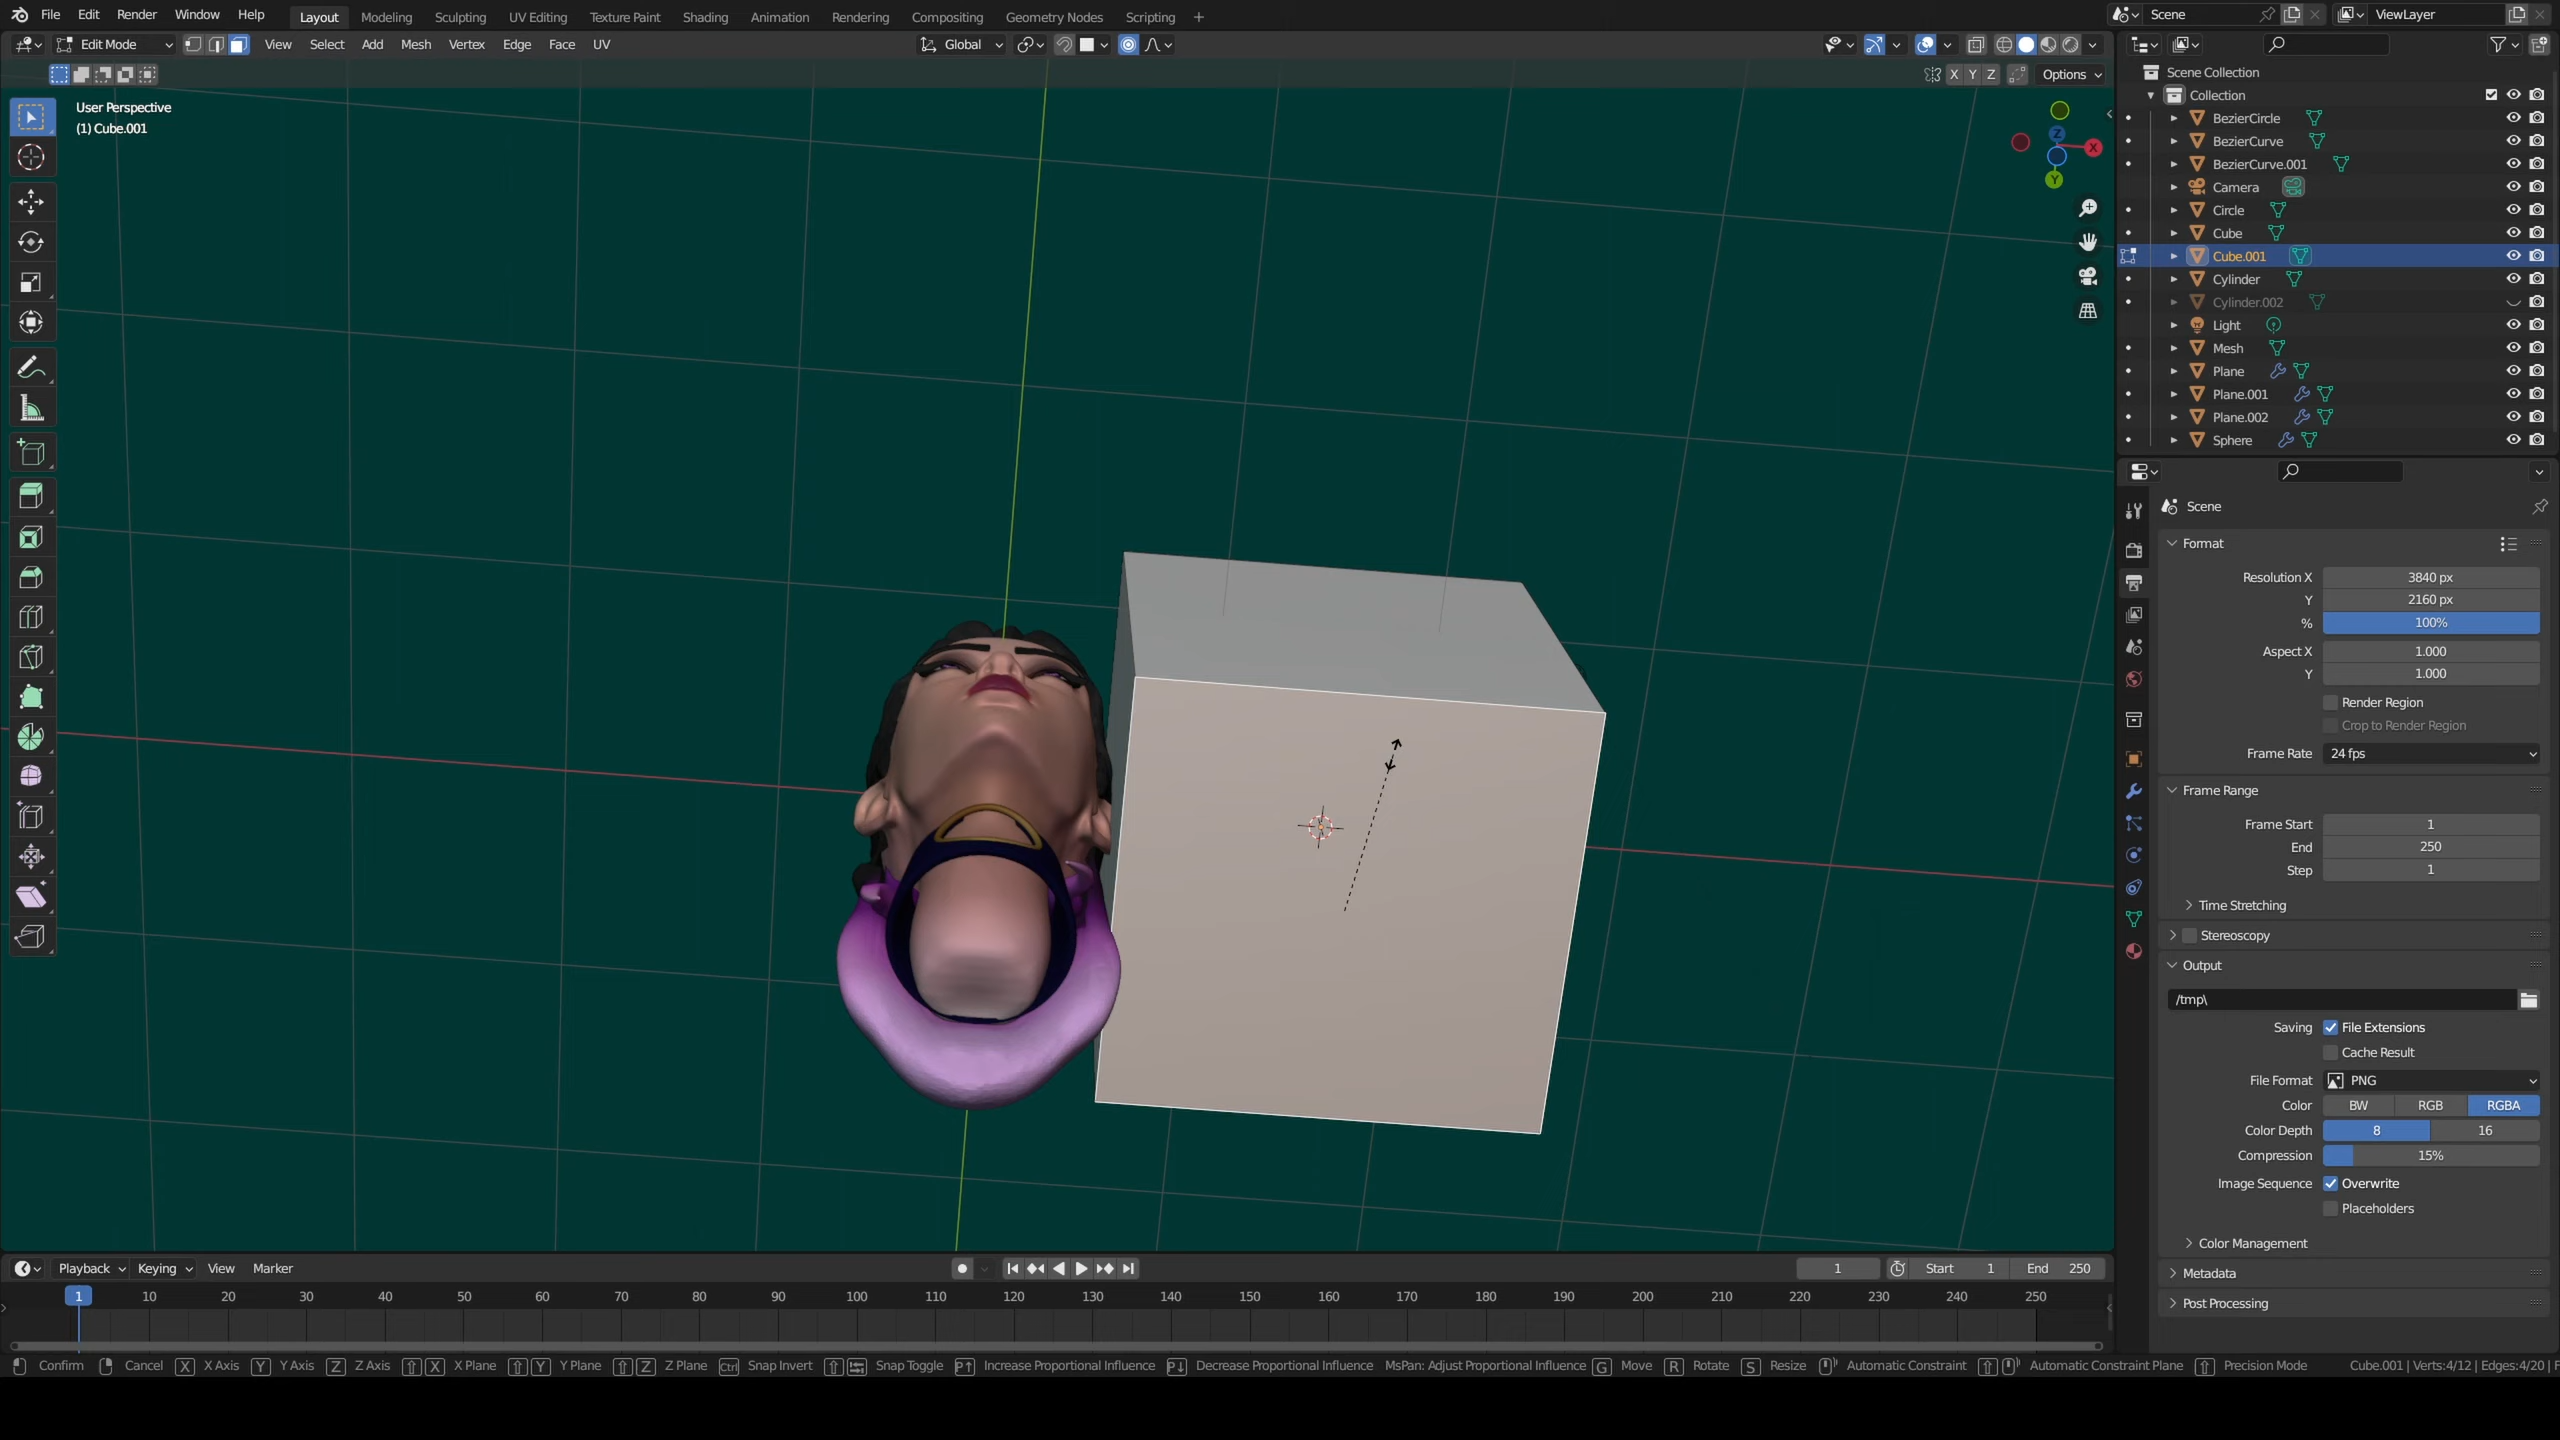 File Edit Render Window Help Layout Modeling Sculpting UV Editing Texture Paint Shading Animation Rendering Compositing Geometry Nodes Scripting + Scene ViewLayer
Edit Mode View Select Add Mesh Vertex Edge Face UV Global
X Y Z Options
User Perspective
(1) Cube.001
Z
X
Y
Scene Collection
Collection
BezierCircle
BezierCurve
BezierCurve.001
Camera
Circle
Cube
Cube.001
Cylinder
Cylinder.002
Light
Mesh
Plane
Plane.001
Plane.002
Sphere
Scene
Format
Resolution X 3840 px
Y 2160 px
% 100%
Aspect X 1.000
Y 1.000
Render Region
Crop to Render Region
Frame Rate 24 fps
Frame Range
Frame Start 1
End 250
Step 1
Time Stretching
Stereoscopy
Output
/tmp\
Saving File Extensions
Cache Result
File Format PNG
Color BW RGB RGBA
Color Depth 8 16
Compression 15%
Image Sequence Overwrite
Placeholders
Color Management
Metadata
Post Processing
Playback Keying View Marker 1 Start 1 End 250
1 10 20 30 40 50 60 70 80 90 100 110 120 130 140 150 160 170 180 190 200 210 220 230 240 250
Confirm Cancel X X Axis Y Y Axis Z Z Axis X X Plane Y Y Plane Z Z Plane Ctrl Snap Invert Snap Toggle P↑ Increase Proportional Influence P↓ Decrease Proportional Influence MsPan: Adjust Proportional Influence G Move R Rotate S Resize Automatic Constraint Automatic Constraint Plane Precision Mode Cube.001 | Verts:4/12 | Edges:4/20 | F